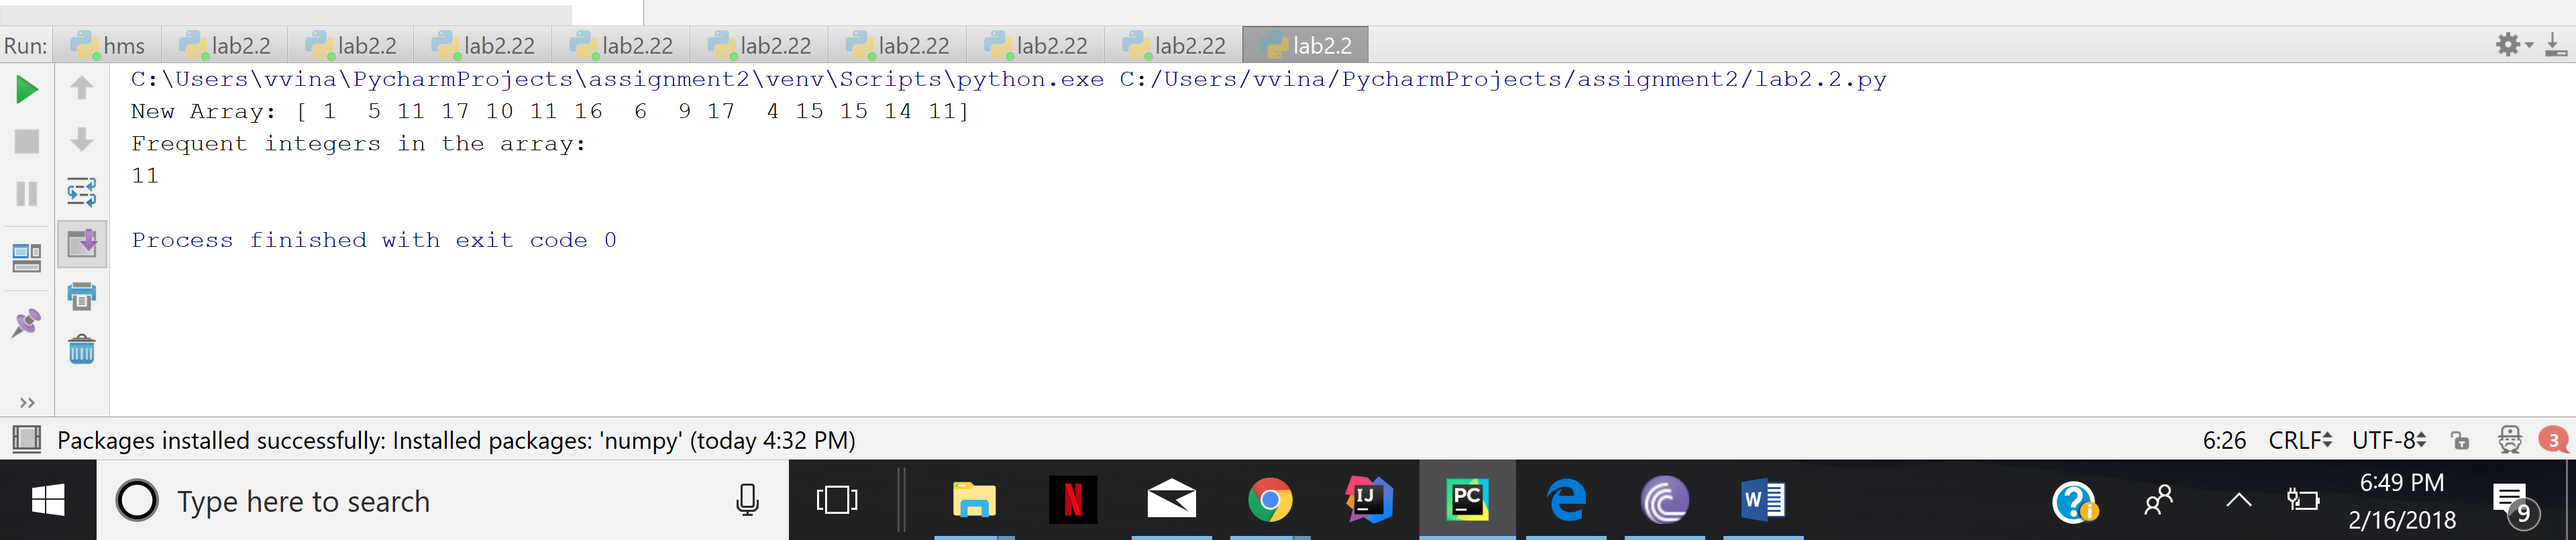 Run: hms lab2.2 lab2.2 lab2.22 lab2.22 lab2.22 lab2.22 lab2.22 lab2.22 lab2.2
C:\Users\vvina\PycharmProjects\assignment2\venv\Scripts\python.exe C:/Users/vvina/PycharmProjects/assignment2/lab2.2.py
New Array: [ 1  5 11 17 10 11 16  6  9 17  4 15 15 14 11]
Frequent integers in the array:
11
Process finished with exit code 0
Packages installed successfully: Installed packages: 'numpy' (today 4:32 PM) 6:26 CRLF UTF-8 3
Type here to search N IJ PC W 6:49 PM
2/16/2018 9